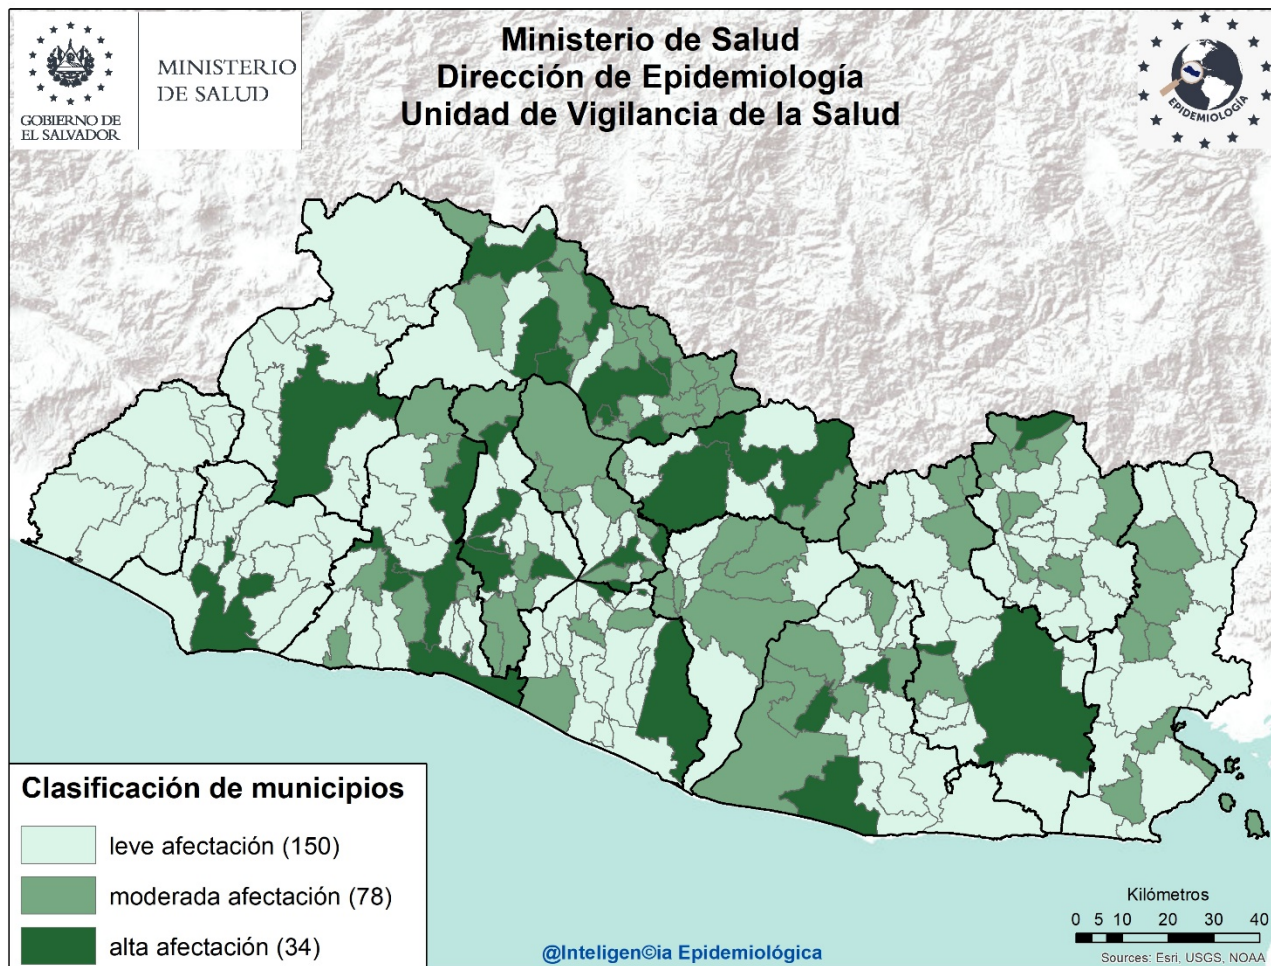 GOBIERNO DE
EL SALVADOR
MINISTERIO
DE SALUD
Ministerio de Salud
Dirección de Epidemiología
Unidad de Vigilancia de la Salud
EPIDEMIOLOGÍA
Clasificación de municipios
leve afectación (150)
moderada afectación (78)
alta afectación (34)
@Inteligen©ia Epidemiológica
Kilómetros
0 5 10 20 30 40
Sources: Esri, USGS, NOAA